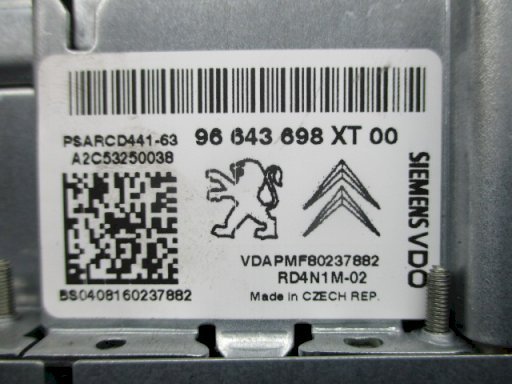 PSARCD441-63
96 643 698 XT 00
A2C53250038
SIEMENS VDO
VDAPMF80237882
RD4N1M-02
BS0408160237882
Made in CZECH REP.